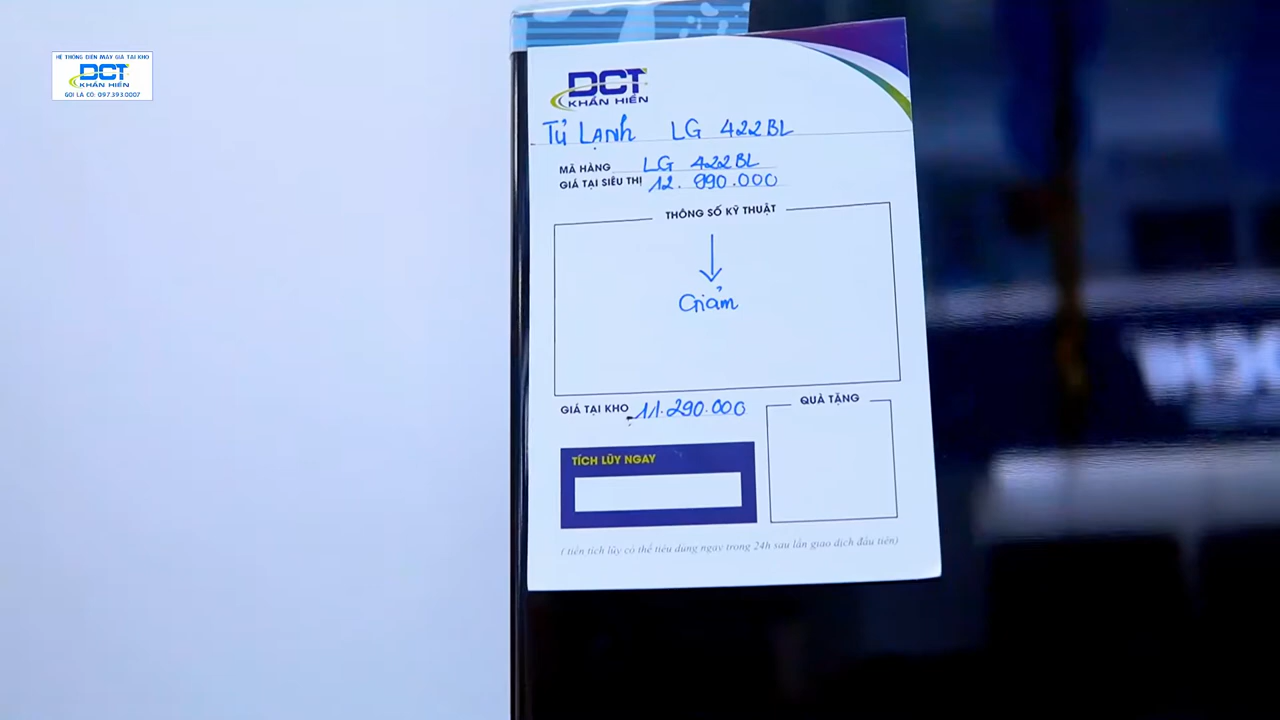 HỆ THỐNG ĐIỆN MÁY GIÁ TẠI KHO
DCT
KHẨN HIỀN
GỌI LÀ CÓ: 097.393.0007
DCT
KHẨN HIỀN
TỦ LẠNH LG 422BL
MÃ HÀNG LG 422BL
GIÁ TẠI SIÊU THỊ 12.990.000
THÔNG SỐ KỸ THUẬT
Giảm
GIÁ TẠI KHO 11.290.000
QUÀ TẶNG
TÍCH LŨY NGAY
( tiền tích lũy có thể tiêu dùng ngay trong 24h sau lần giao dịch đầu tiên)